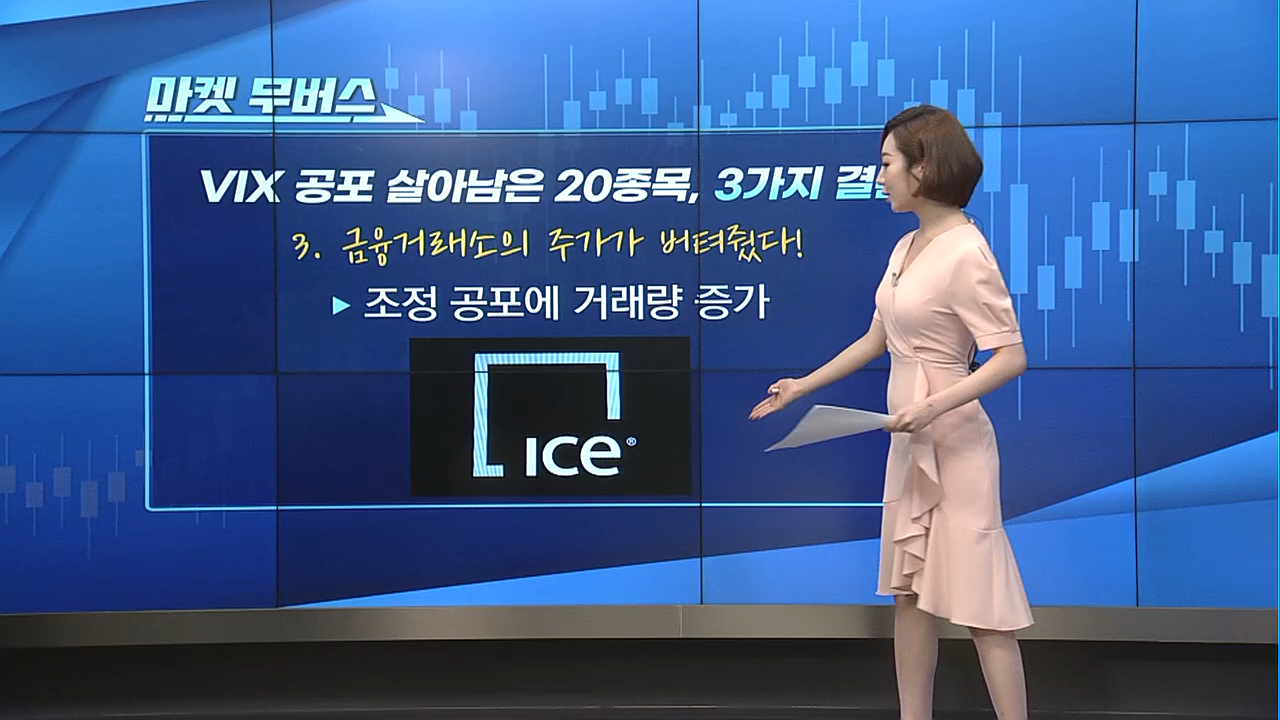 마켓 무버스
VIX 공포 살아남은 20종목, 3가지
3. 금융거래소의 주가가 버텨줬다!
▶ 조정 공포에 거래량 증가
ICE®